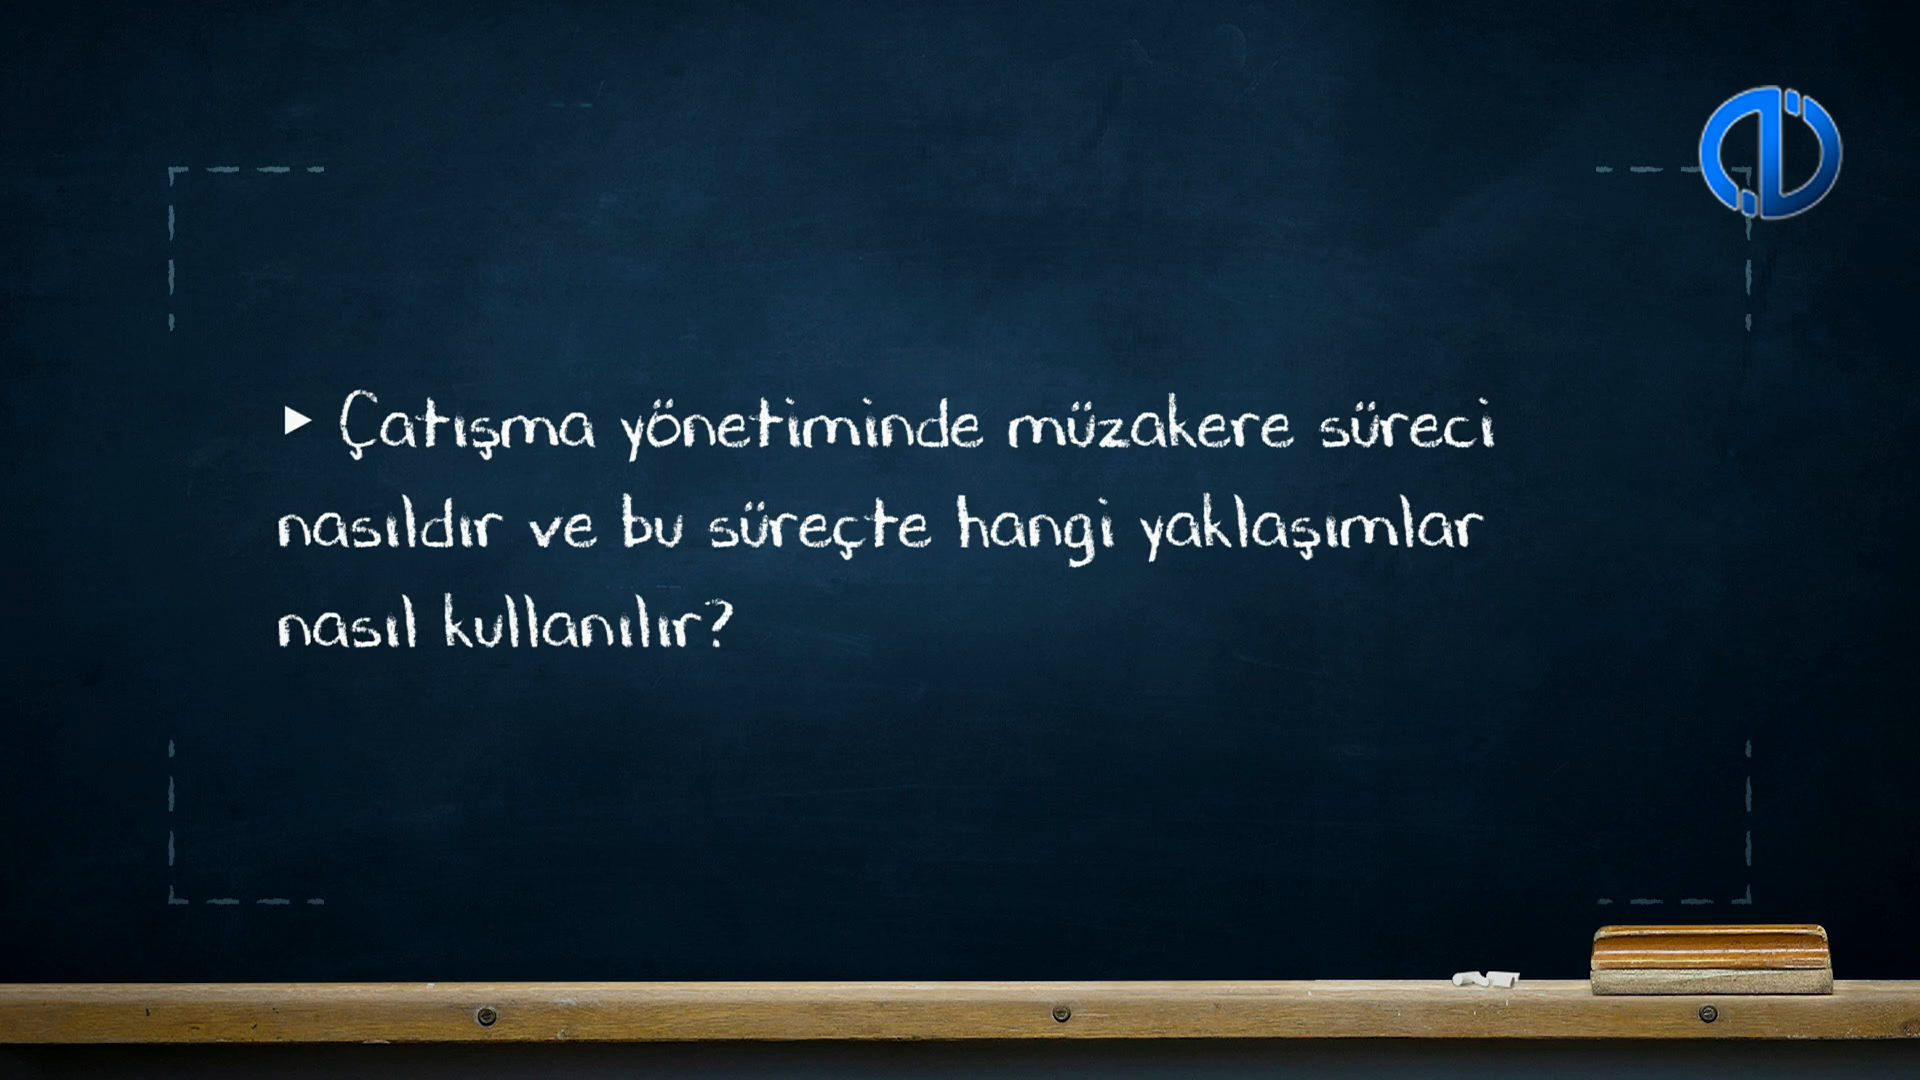 ► Çatışma yönetiminde müzakere süreci
nasıldır ve bu süreçte hangi yaklaşımlar
nasıl kullanılır?